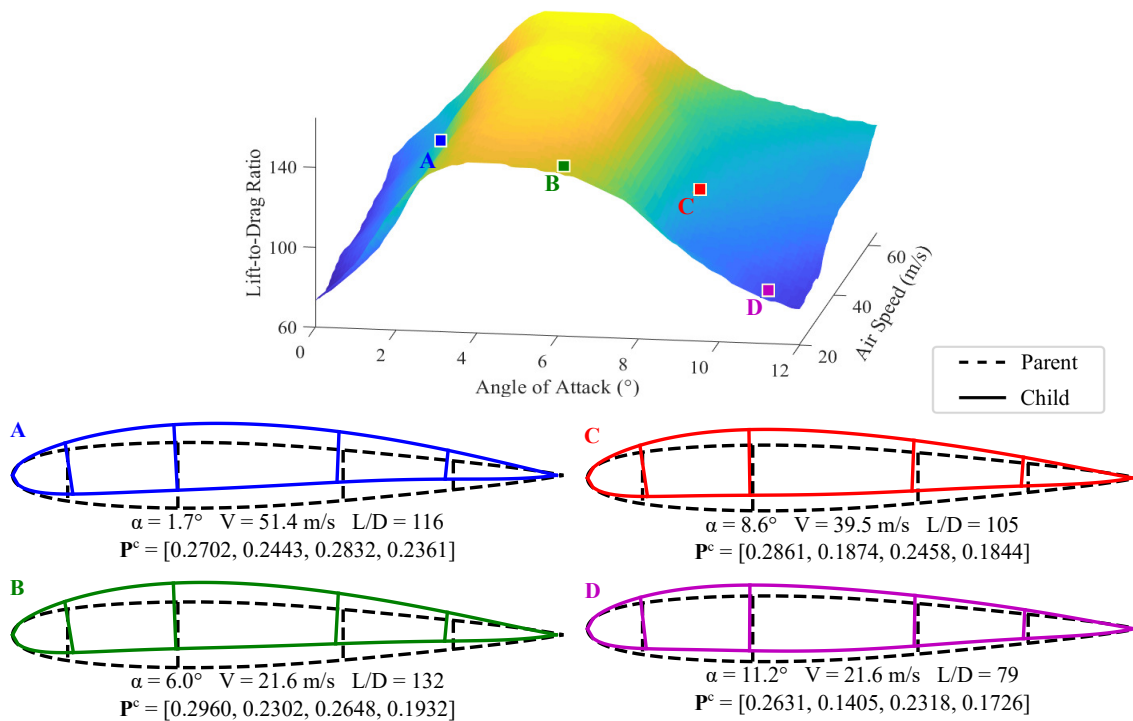 Lift-to-Drag Ratio
140
100
60
A
B
C
D
0
2
4
6
8
10
12
Angle of Attack (°)
20
40
60
Air Speed (m/s)
Parent
Child
A
α = 1.7° V = 51.4 m/s L/D = 116
Pᶜ = [0.2702, 0.2443, 0.2832, 0.2361]
C
α = 8.6° V = 39.5 m/s L/D = 105
Pᶜ = [0.2861, 0.1874, 0.2458, 0.1844]
B
α = 6.0° V = 21.6 m/s L/D = 132
Pᶜ = [0.2960, 0.2302, 0.2648, 0.1932]
D
α = 11.2° V = 21.6 m/s L/D = 79
Pᶜ = [0.2631, 0.1405, 0.2318, 0.1726]